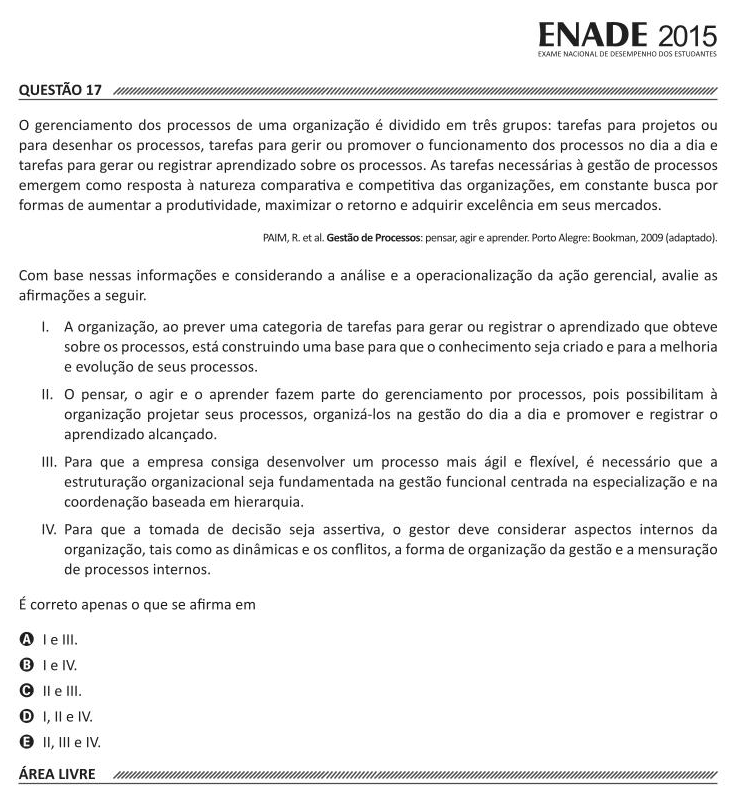 ENADE 2015
EXAME NACIONAL DE DESEMPENHO DOS ESTUDANTES
QUESTÃO 17
O gerenciamento dos processos de uma organização é dividido em três grupos: tarefas para projetos ou
para desenhar os processos, tarefas para gerir ou promover o funcionamento dos processos no dia a dia e
tarefas para gerar ou registrar aprendizado sobre os processos. As tarefas necessárias à gestão de processos
emergem como resposta à natureza comparativa e competitiva das organizações, em constante busca por
formas de aumentar a produtividade, maximizar o retorno e adquirir excelência em seus mercados.
PAIM, R. et al. Gestão de Processos: pensar, agir e aprender. Porto Alegre: Bookman, 2009 (adaptado).
Com base nessas informações e considerando a análise e a operacionalização da ação gerencial, avalie as
afirmações a seguir.
I. A organização, ao prever uma categoria de tarefas para gerar ou registrar o aprendizado que obteve
sobre os processos, está construindo uma base para que o conhecimento seja criado e para a melhoria
e evolução de seus processos.
II. O pensar, o agir e o aprender fazem parte do gerenciamento por processos, pois possibilitam à
organização projetar seus processos, organizá-los na gestão do dia a dia e promover e registrar o
aprendizado alcançado.
III. Para que a empresa consiga desenvolver um processo mais ágil e flexível, é necessário que a
estruturação organizacional seja fundamentada na gestão funcional centrada na especialização e na
coordenação baseada em hierarquia.
IV. Para que a tomada de decisão seja assertiva, o gestor deve considerar aspectos internos da
organização, tais como as dinâmicas e os conflitos, a forma de organização da gestão e a mensuração
de processos internos.
É correto apenas o que se afirma em
A I e III.
B I e IV.
C II e III.
D I, II e IV.
E II, III e IV.
ÁREA LIVRE